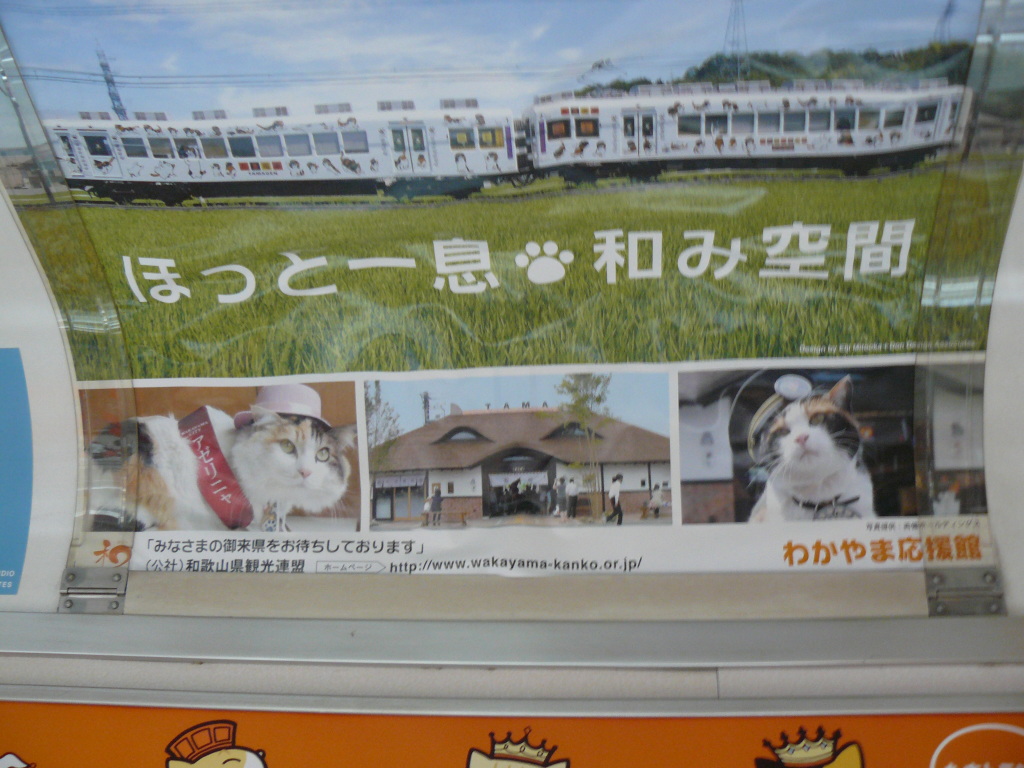 ほっと一息 和み空間
アゼリニャ
TAMA
和
「みなさまの御来県をお待ちしております」
(公社)和歌山県観光連盟 ホームページ http://www.wakayama-kanko.or.jp/
わかやま応援館